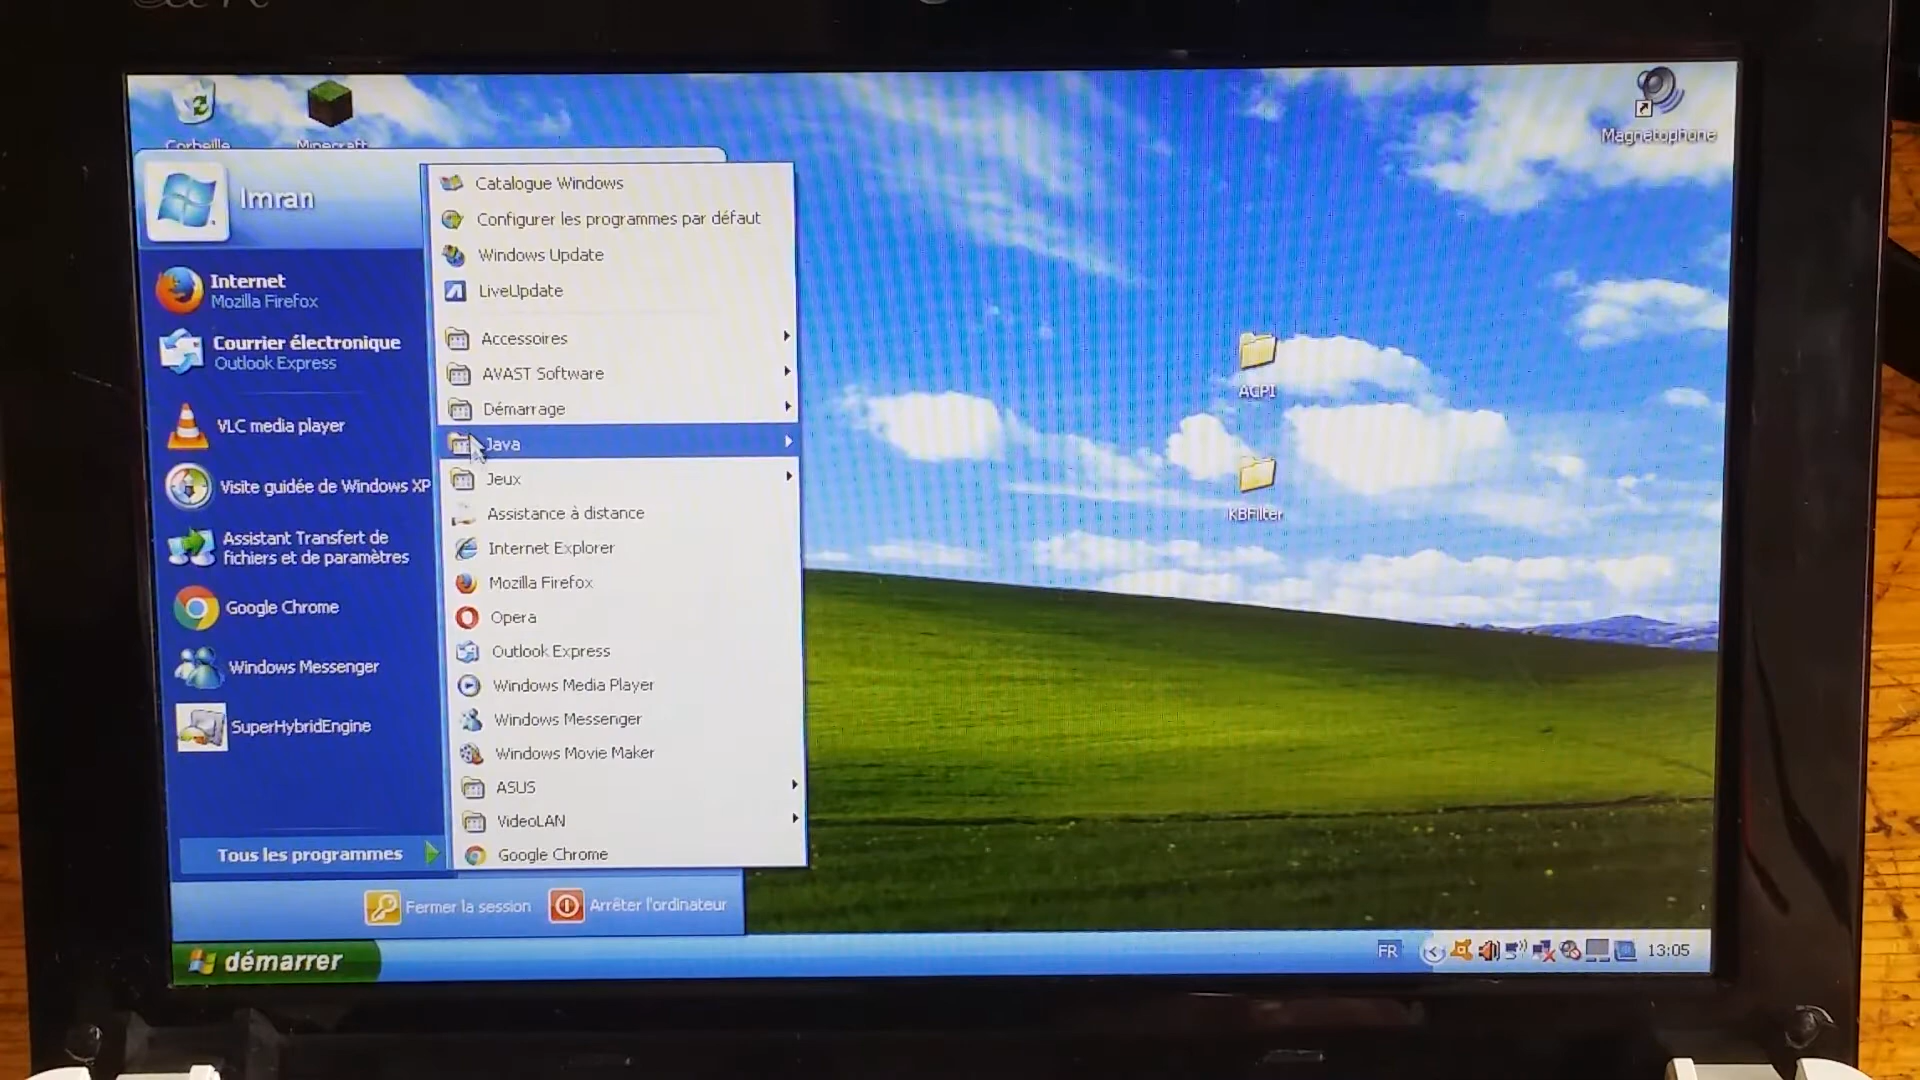 Corbeille
Minecraft
Magnétophone
Imran
Internet
Mozilla Firefox
Courrier électronique
Outlook Express
VLC media player
Visite guidée de Windows XP
Assistant Transfert de
fichiers et de paramètres
Google Chrome
Windows Messenger
SuperHybridEngine
Tous les programmes
Catalogue Windows
Configurer les programmes par défaut
Windows Update
LiveUpdate
Accessoires
AVAST Software
Démarrage
Java
Jeux
Assistance à distance
Internet Explorer
Mozilla Firefox
Opera
Outlook Express
Windows Media Player
Windows Messenger
Windows Movie Maker
ASUS
VideoLAN
Google Chrome
ACPI
KBFilter
Fermer la session
Arrêter l'ordinateur
démarrer
FR
13:05